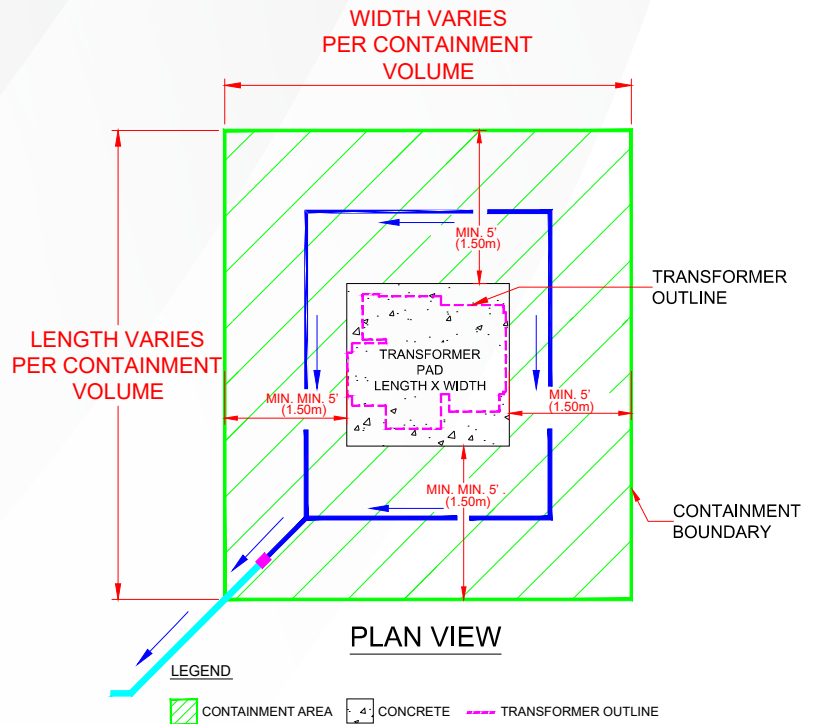 WIDTH VARIES
PER CONTAINMENT
VOLUME
MIN. 5'
(1.50m)
TRANSFORMER
OUTLINE
LENGTH VARIES
PER CONTAINMENT
VOLUME
TRANSFORMER
PAD
LENGTH X WIDTH
MIN. MIN. 5'
(1.50m)
MIN. 5'
(1.50m)
MIN. MIN. 5' .
(1.50m)
CONTAINMENT
BOUNDARY
PLAN VIEW
LEGEND
CONTAINMENT AREA
CONCRETE
TRANSFORMER OUTLINE